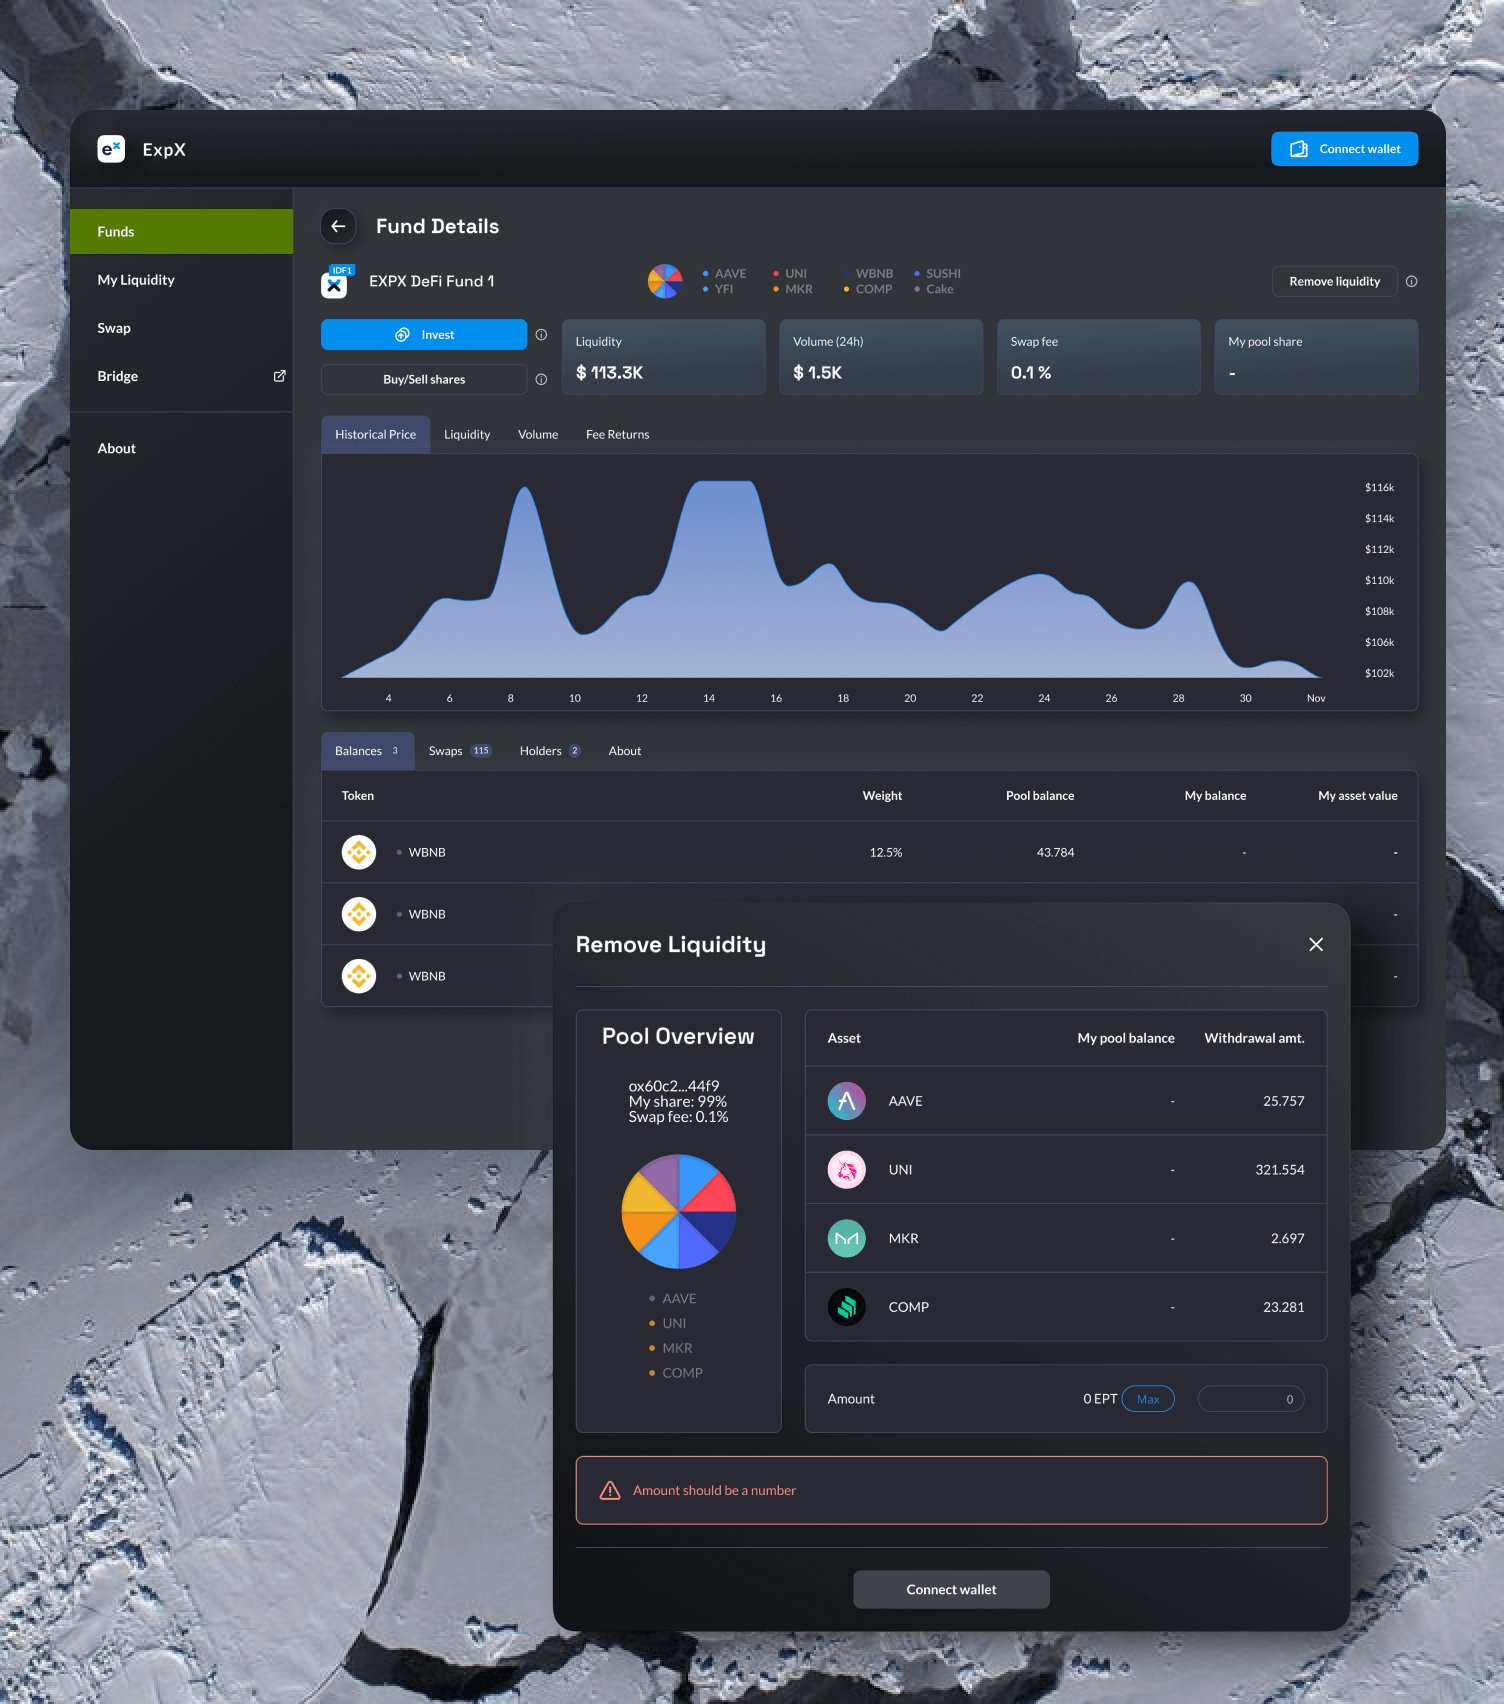 ex ExpX
Connect wallet
Funds
My Liquidity
Swap
Bridge
About
Fund Details
IDF1
EXPX DeFi Fund 1
AAVE UNI WBNB SUSHI
YFI MKR COMP Cake
Remove liquidity
Invest
Buy/Sell shares
Liquidity
$ 113.3K
Volume (24h)
$ 1.5K
Swap fee
0.1 %
My pool share
-
Historical Price Liquidity Volume Fee Returns
$116k
$114k
$112k
$110k
$108k
$106k
$102k
4 6 8 10 12 14 16 18 20 22 24 26 28 30 Nov
Balances 3 Swaps 115 Holders 2 About
Token Weight Pool balance My balance My asset value
WBNB 12.5% 43.784 - -
WBNB -
WBNB -
Remove Liquidity
Pool Overview
ox60c2...44f9
My share: 99%
Swap fee: 0.1%
AAVE
UNI
MKR
COMP
Asset My pool balance Withdrawal amt.
AAVE - 25.757
UNI - 321.554
MKR - 2.697
COMP - 23.281
Amount 0 EPT Max 0
Amount should be a number
Connect wallet